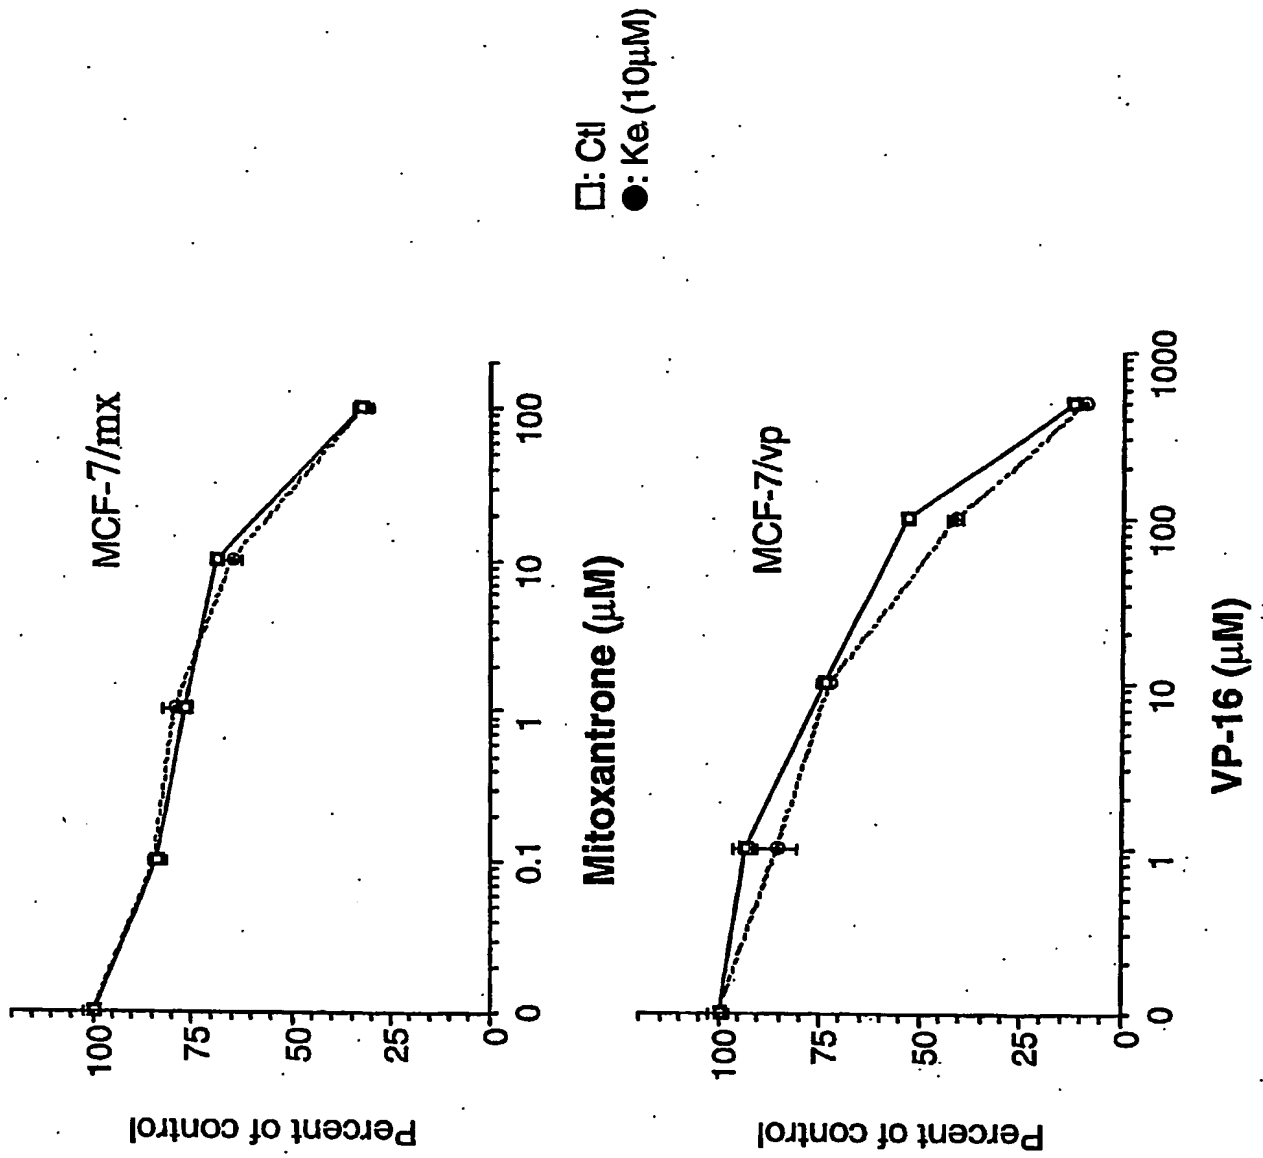 MCF-7/mx
Percent of control
100
75
50
25
0
0 0.1 1 10 100
Mitoxantrone (μM)
□: Ctl
●: Ke (10μM)
MCF-7/vp
Percent of control
100
75
50
25
0
0 1 10 100 1000
VP-16 (μM)